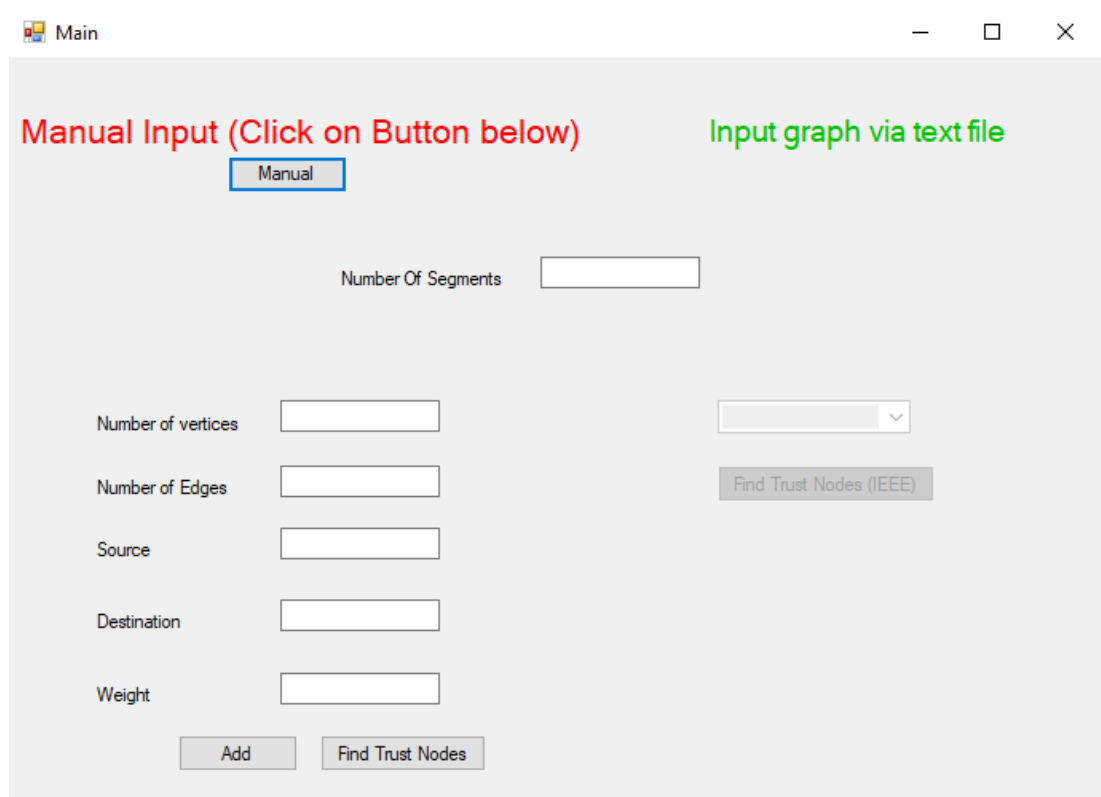 Main
Manual Input (Click on Button below)
Input graph via text file
Manual
Number Of Segments
Number of vertices
Number of Edges
Find Trust Nodes (IEEE)
Source
Destination
Weight
Add
Find Trust Nodes